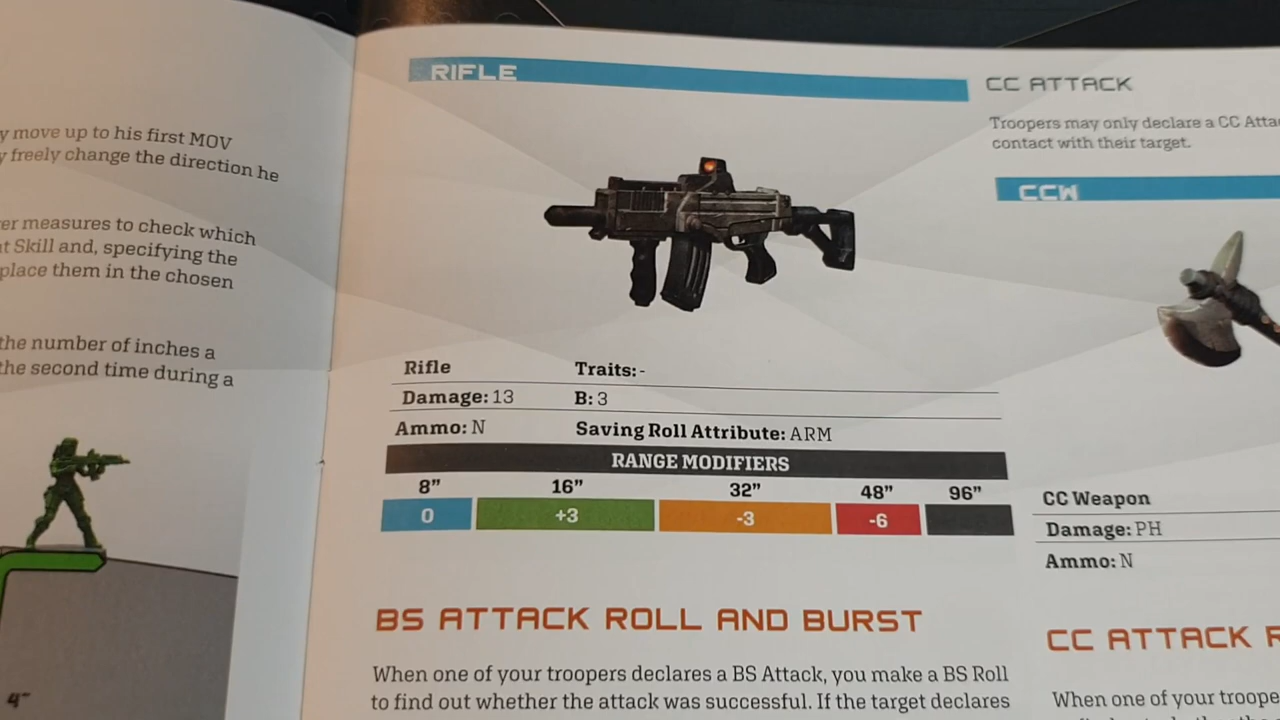 y move up to his first MOV
y freely change the direction he
er measures to check which
t Skill and, specifying the
place them in the chosen
the number of inches a
the second time during a
4"
RIFLE
Rifle
Traits: -
Damage: 13
B: 3
Ammo: N
Saving Roll Attribute: ARM
RANGE MODIFIERS
8” 16” 32” 48” 96”
0 +3 -3 -6
BS ATTACK ROLL AND BURST
When one of your troopers declares a BS Attack, you make a BS Roll
to find out whether the attack was successful. If the target declares
CC ATTACK
Troopers may only declare a CC Atta
contact with their target.
CCW
CC Weapon
Damage: PH
Ammo: N
CC ATTACK R
When one of your troope